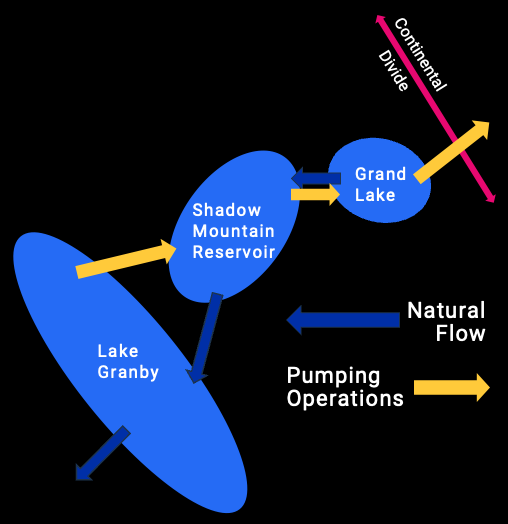 Continental
Divide
Grand
Lake
Shadow
Mountain
Reservoir
Natural
Flow
Lake
Granby
Pumping
Operations